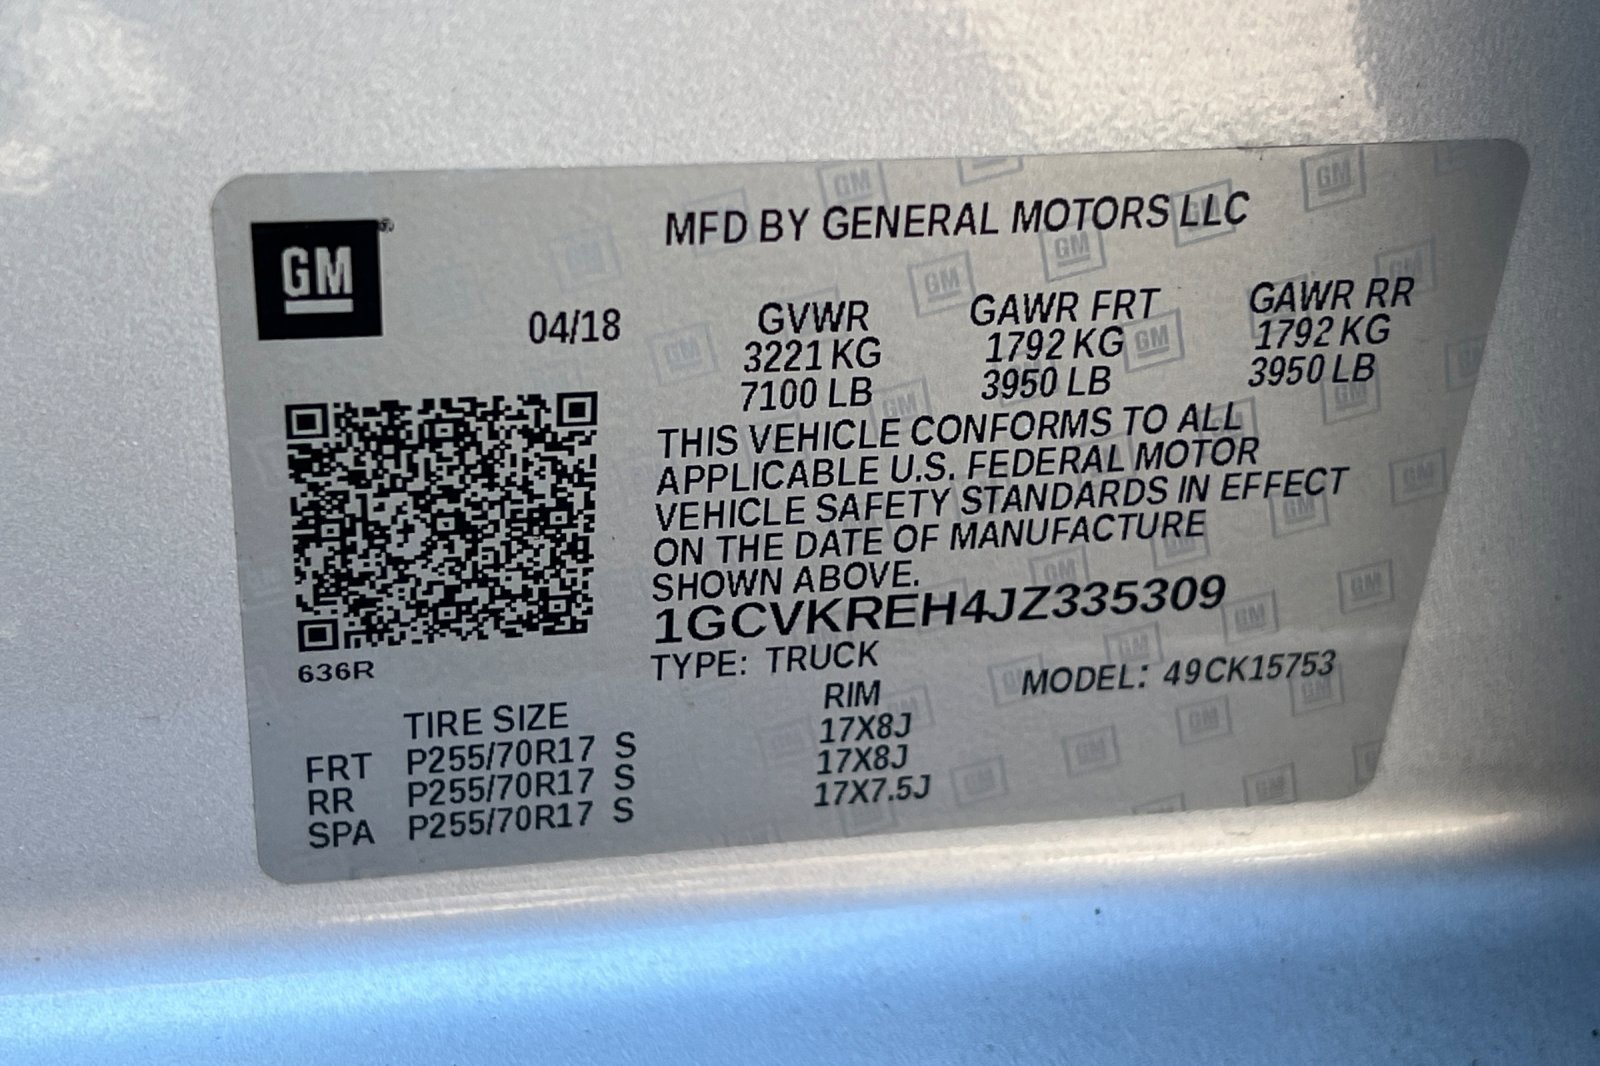 GM
MFD BY GENERAL MOTORS LLC
04/18 GVWR GAWR FRT GAWR RR
3221 KG 1792 KG 1792 KG
7100 LB 3950 LB 3950 LB
THIS VEHICLE CONFORMS TO ALL
APPLICABLE U.S. FEDERAL MOTOR
VEHICLE SAFETY STANDARDS IN EFFECT
ON THE DATE OF MANUFACTURE
SHOWN ABOVE.
1GCVKREH4JZ335309
636R TYPE: TRUCK MODEL: 49CK15753
TIRE SIZE RIM
FRT P255/70R17 S 17X8J
RR P255/70R17 S 17X8J
SPA P255/70R17 S 17X7.5J